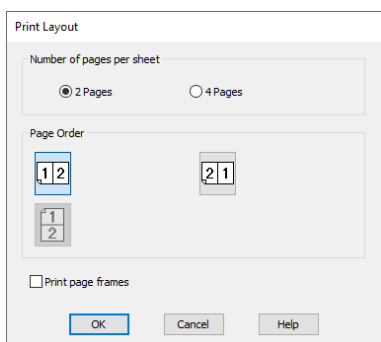 Print Layout
Number of pages per sheet
2 Pages
4 Pages
Page Order
1 2
2 1
1
2
Print page frames
OK
Cancel
Help